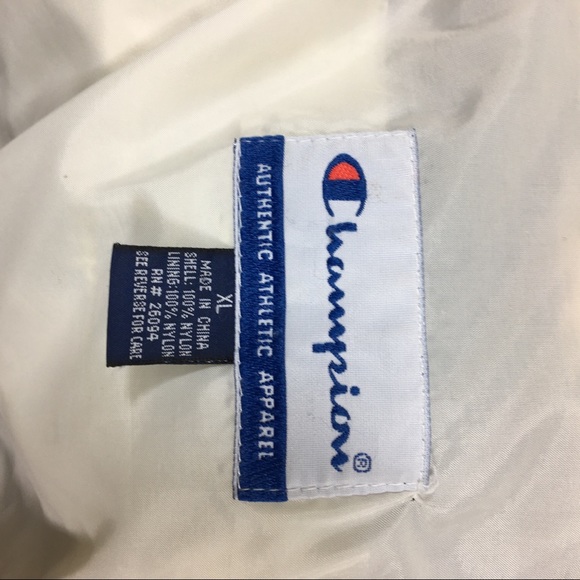 Champion®
AUTHENTIC ATHLETIC APPAREL
XL
MADE IN CHINA
SHELL: 100% NYLON
LINING:100% NYLON
RN# 26094
SEE REVERSE FOR CARE